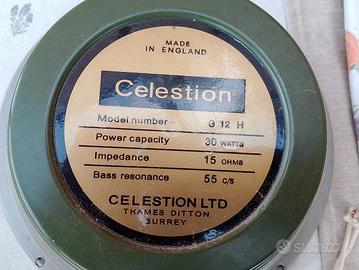 MADE
IN ENGLAND
Celestion
Model number G 12 H
Power capacity 30 WATTS
Impedance 15 OHMS
Bass resonance 55 C/S
CELESTION LTD
THAMES DITTON
SURREY
subito